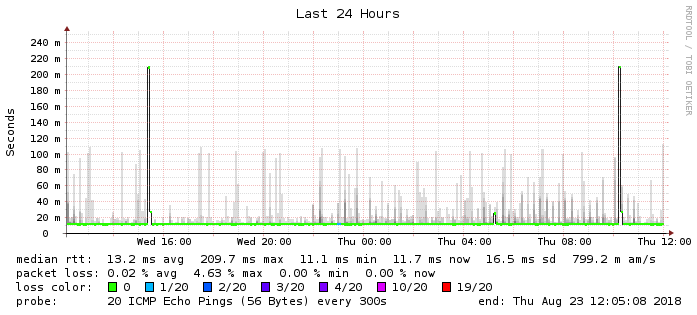 Last 24 Hours
RRDTOOL / TOBI OETIKER
Seconds
240 m
220 m
200 m
180 m
160 m
140 m
120 m
100 m
80 m
60 m
40 m
20 m
0
Wed 16:00 Wed 20:00 Thu 00:00 Thu 04:00 Thu 08:00 Thu 12:00
median rtt: 13.2 ms avg 209.7 ms max 11.1 ms min 11.7 ms now 16.5 ms sd 799.2 m am/s
packet loss: 0.02 % avg 4.63 % max 0.00 % min 0.00 % now
loss color: 0 1/20 2/20 3/20 4/20 10/20 19/20
probe: 20 ICMP Echo Pings (56 Bytes) every 300s end: Thu Aug 23 12:05:08 2018